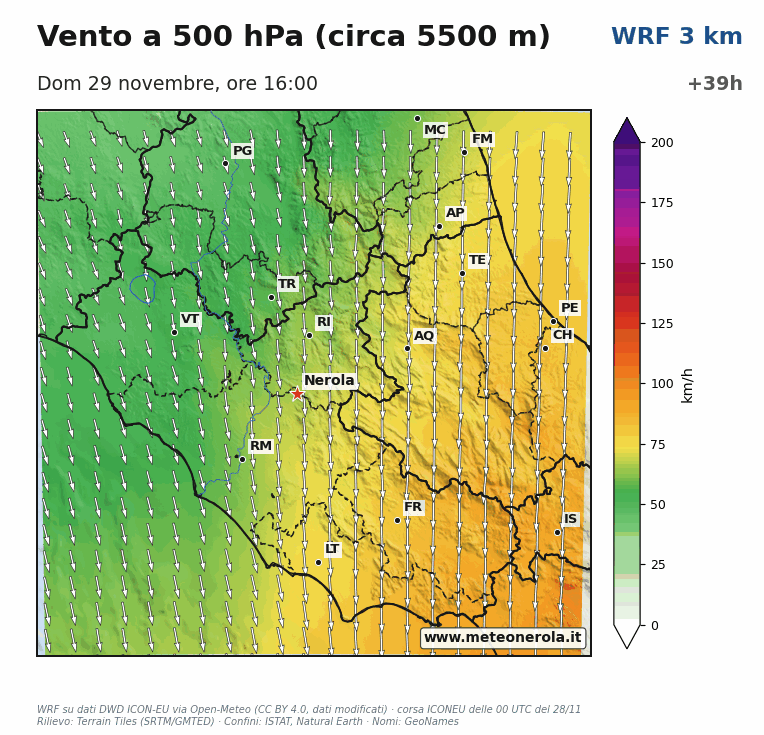 Vento a 500 hPa (circa 5500 m)
WRF 3 km
Dom 29 novembre, ore 16:00
+39h
MC
FM
PG
AP
TE
TR
PE
VT
RI
AQ
CH
Nerola
RM
FR
IS
LT
www.meteonerola.it
200
175
150
125
100
75
50
25
0
km/h
WRF su dati DWD ICON-EU via Open-Meteo (CC BY 4.0, dati modificati) · corsa ICONEU delle 00 UTC del 28/11
Rilievo: Terrain Tiles (SRTM/GMTED) · Confini: ISTAT, Natural Earth · Nomi: GeoNames